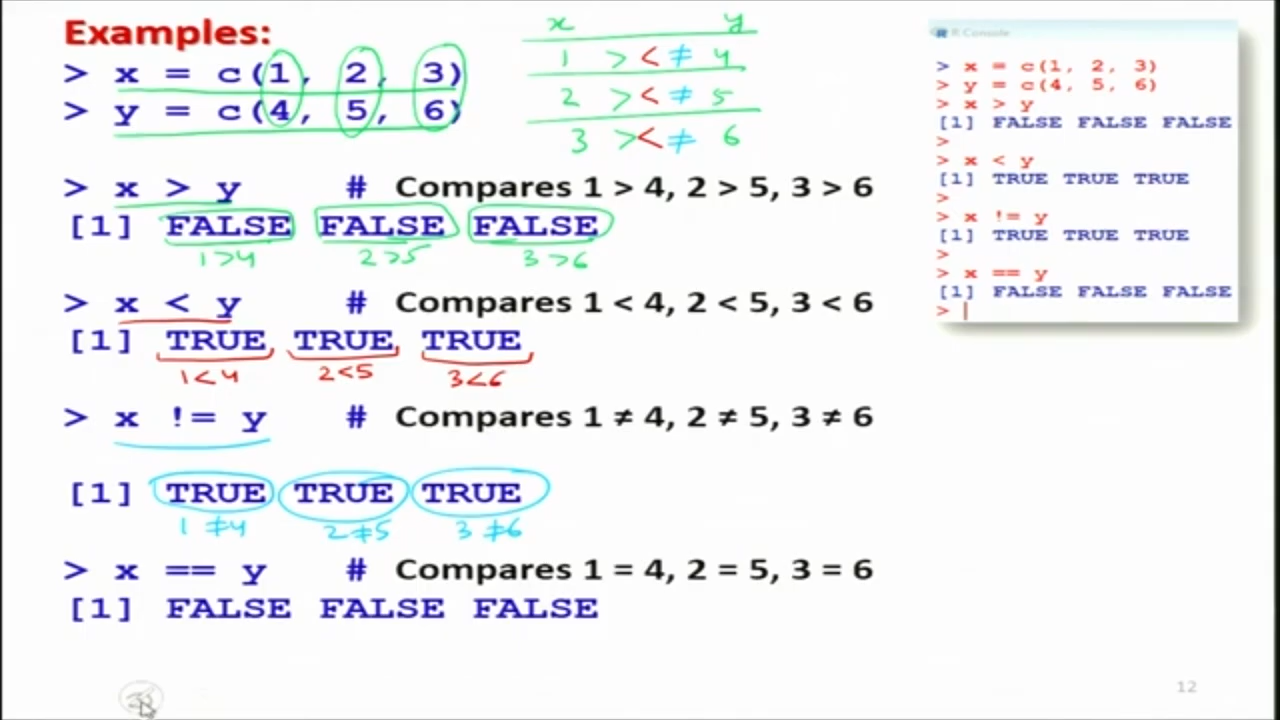 Examples:
> x = c(1, 2, 3)
> y = c(4, 5, 6)
x y
1 > < ≠ 4
2 > < ≠ 5
3 > < ≠ 6
> x > y # Compares 1 > 4, 2 > 5, 3 > 6
[1] FALSE FALSE FALSE
1>4 2>5 3>6
> x < y # Compares 1 < 4, 2 < 5, 3 < 6
[1] TRUE TRUE TRUE
1<4 2<5 3<6
> x != y # Compares 1 ≠ 4, 2 ≠ 5, 3 ≠ 6
[1] TRUE TRUE TRUE
1≠4 2≠5 3≠6
> x == y # Compares 1 = 4, 2 = 5, 3 = 6
[1] FALSE FALSE FALSE
R Console
> x = c(1, 2, 3)
> y = c(4, 5, 6)
> x > y
[1] FALSE FALSE FALSE
>
> x < y
[1] TRUE TRUE TRUE
>
> x != y
[1] TRUE TRUE TRUE
>
> x == y
[1] FALSE FALSE FALSE
> |
12